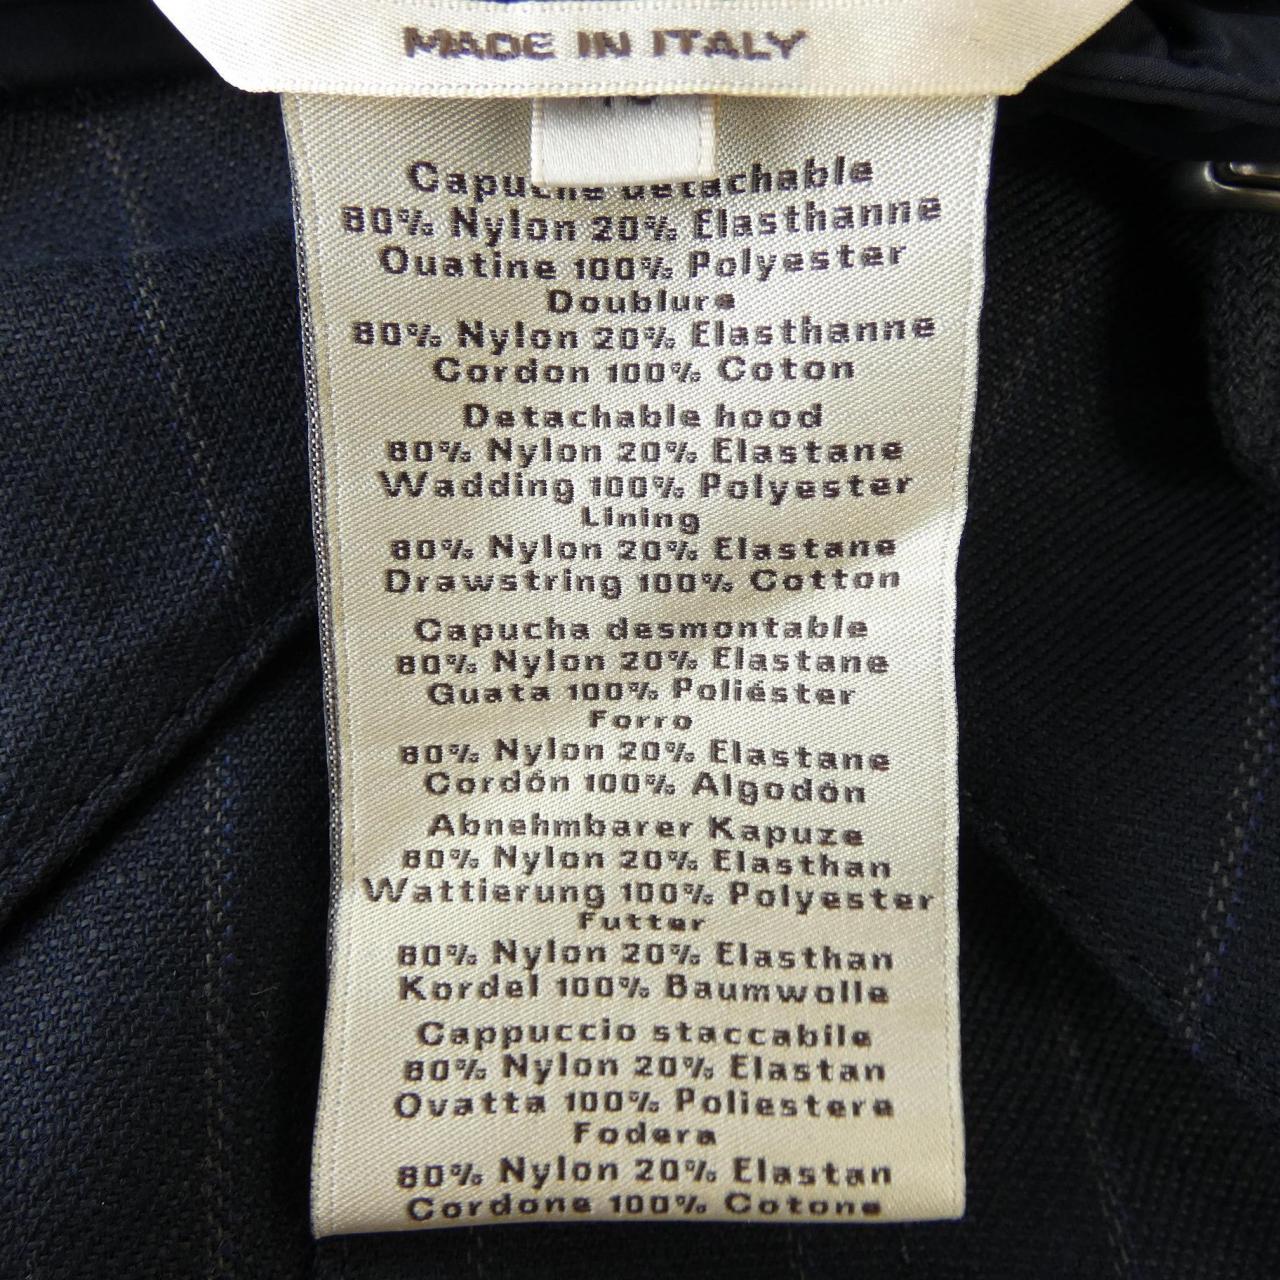 MADE IN ITALY
Capuche détachable
80% Nylon 20% Elasthanne
Ouatine 100% Polyester
Doublure
80% Nylon 20% Elasthanne
Cordon 100% Coton
Detachable hood
80% Nylon 20% Elastane
Wadding 100% Polyester
Lining
80% Nylon 20% Elastane
Drawstring 100% Cotton
Capucha desmontable
80% Nylon 20% Elastane
Guata 100% Poliéster
Forro
80% Nylon 20% Elastane
Cordón 100% Algodón
Abnehmbarer Kapuze
80% Nylon 20% Elasthan
Wattierung 100% Polyester
Futter
80% Nylon 20% Elasthan
Kordel 100% Baumwolle
Cappuccio staccabile
80% Nylon 20% Elastan
Ovatta 100% Poliestere
Fodera
80% Nylon 20% Elastan
Cordone 100% Cotone